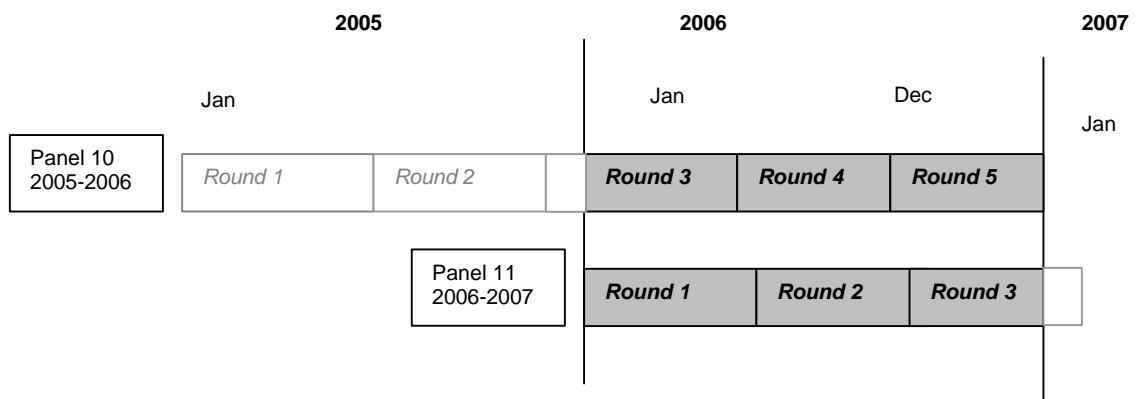 2005 2006 2007
Jan Jan Dec
Jan
Panel 10
2005-2006
Round 1 Round 2 Round 3 Round 4 Round 5
Panel 11
2006-2007
Round 1 Round 2 Round 3